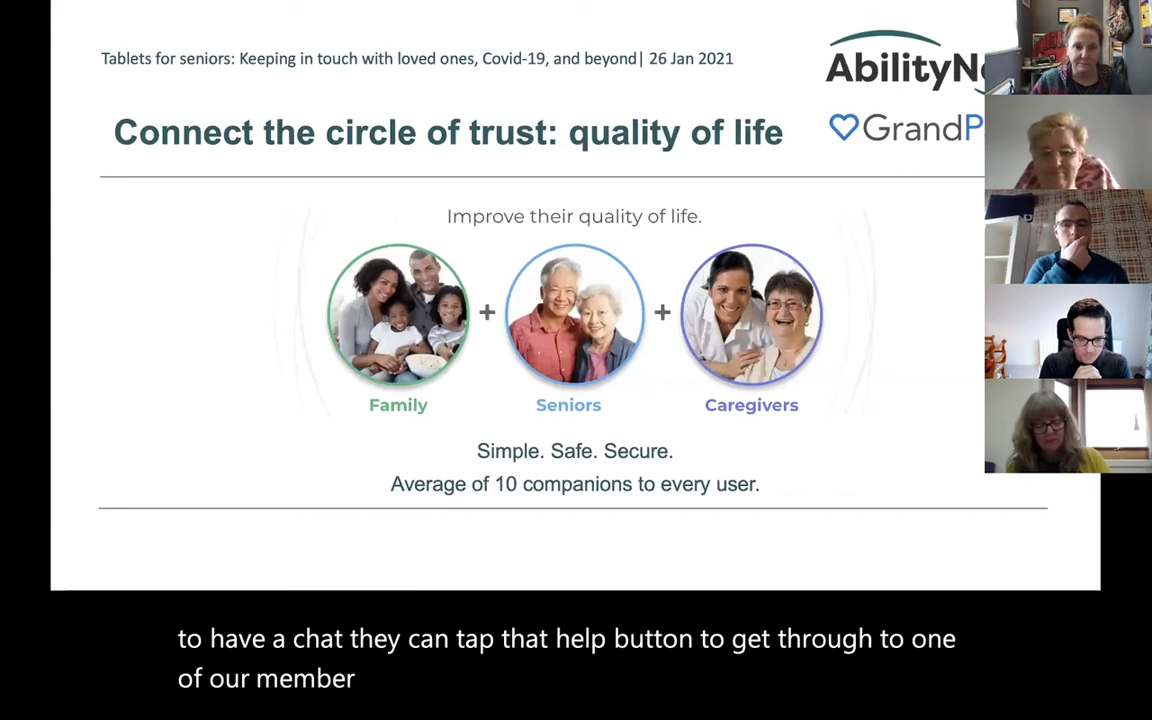 Tablets for seniors: Keeping in touch with loved ones, Covid-19, and beyond| 26 Jan 2021
AbilityN
GrandP
Connect the circle of trust: quality of life
Improve their quality of life.
+ +
Family Seniors Caregivers
Simple. Safe. Secure.
Average of 10 companions to every user.
to have a chat they can tap that help button to get through to one
of our member